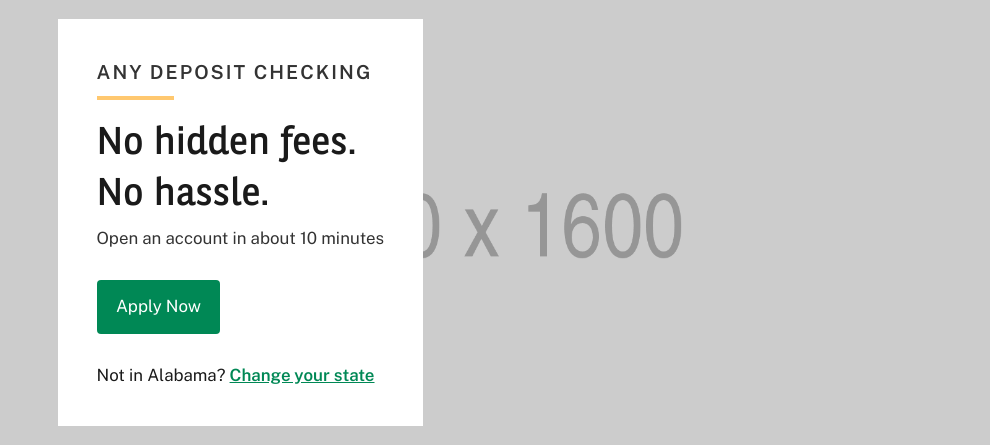 ANY DEPOSIT CHECKING
No hidden fees.
No hassle.
Open an account in about 10 minutes
0 x 1600
Apply Now
Not in Alabama? Change your state